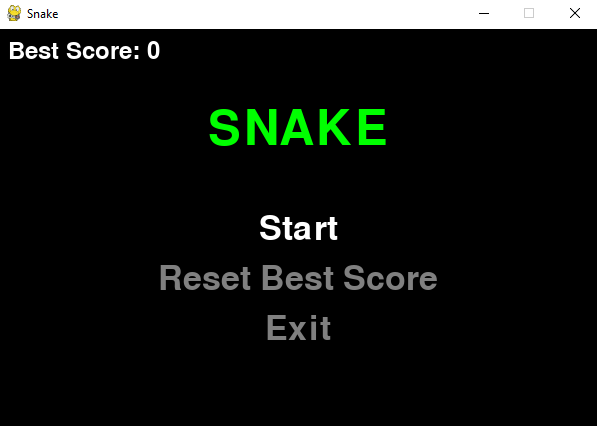 Snake
Best Score: 0
SNAKE
Start
Reset Best Score
Exit